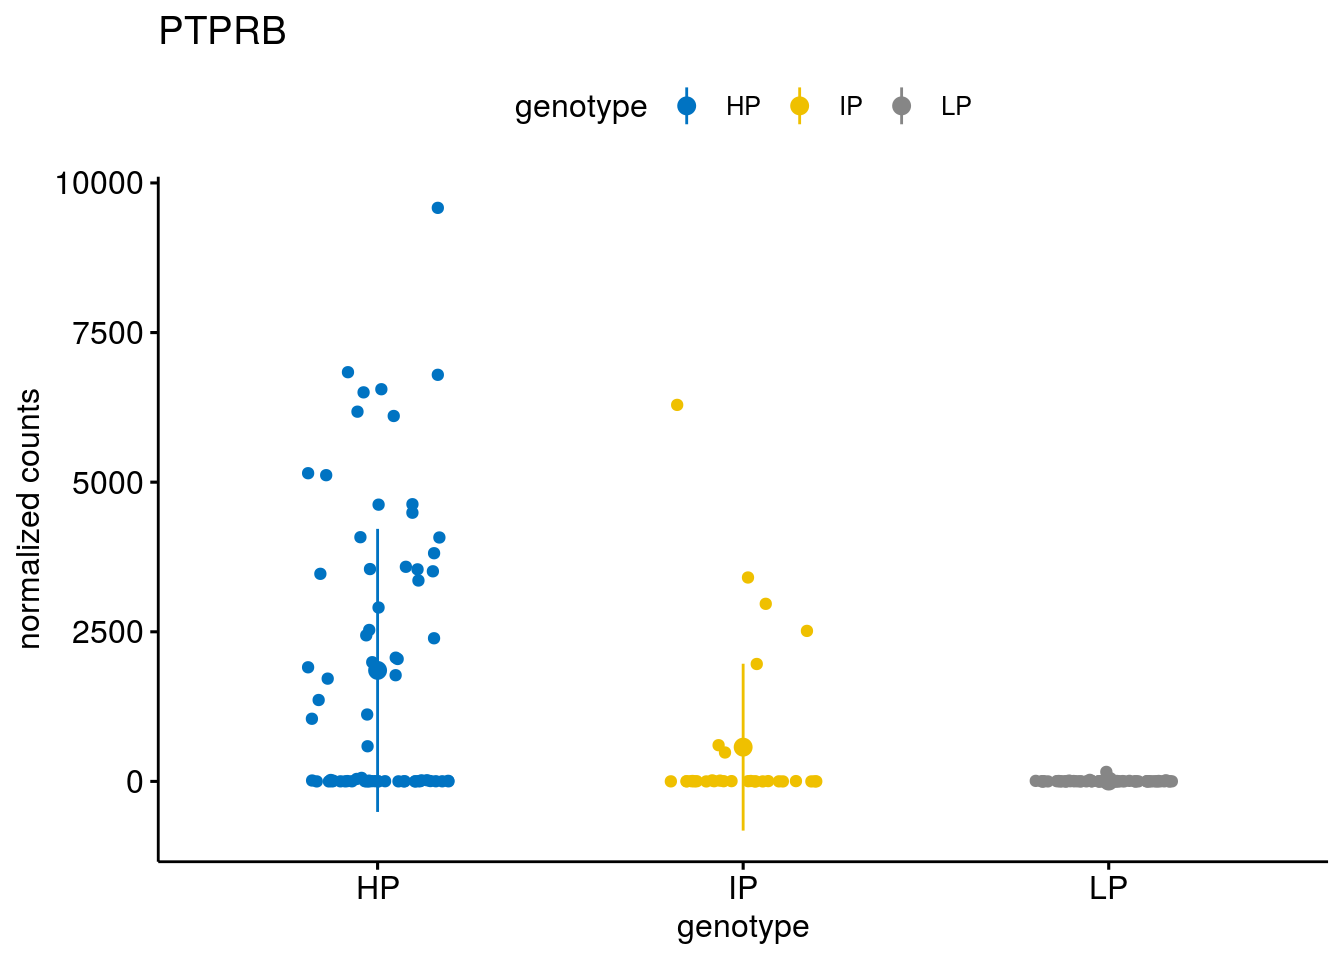 PTPRB
genotype HP IP LP
10000
7500
5000
2500
0
normalized counts
HP IP LP
genotype